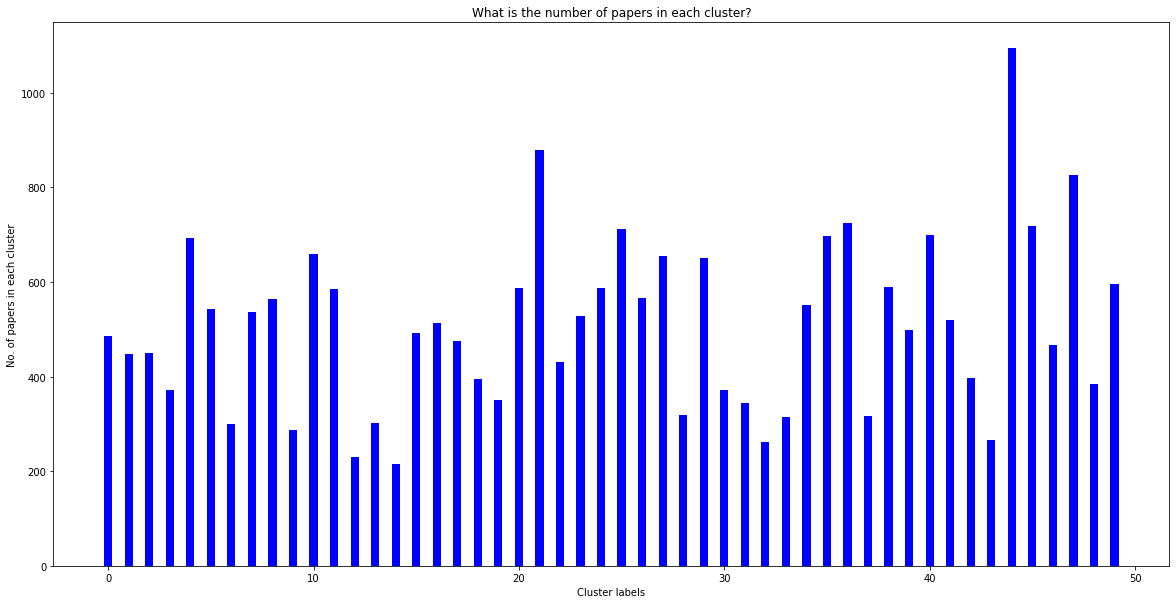 What is the number of papers in each cluster?
1000
800
600
400
200
0
No. of papers in each cluster
0 10 20 30 40 50
Cluster labels